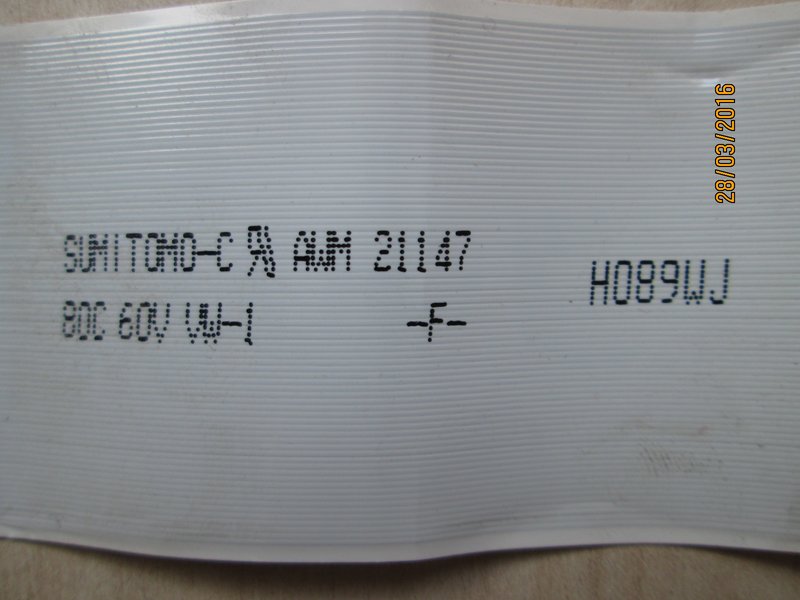 SUMITOMO-C AWM 21147
80C 60V VW-1 -F-
H089WJ
28/03/2016